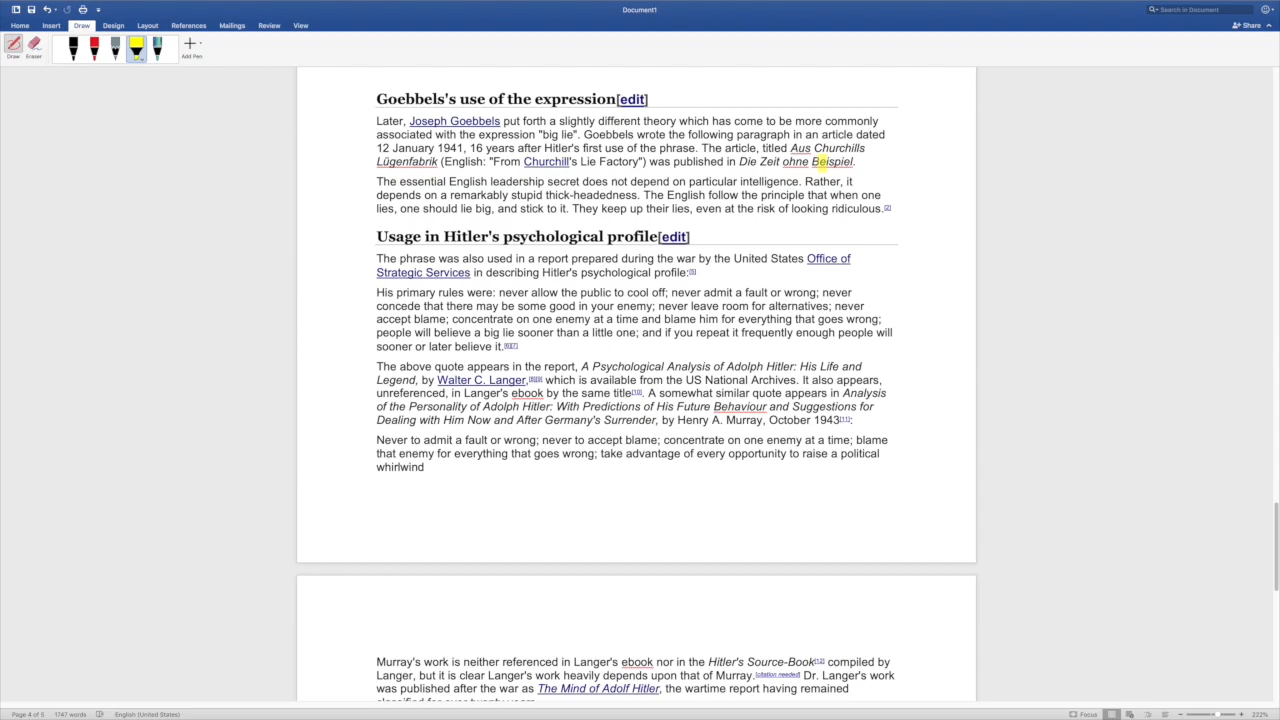 Document1
Search in Document
Home Insert Draw Design Layout References Mailings Review View
Share
Draw Eraser Add Pen
Goebbels's use of the expression[edit]
Later, Joseph Goebbels put forth a slightly different theory which has come to be more commonly
associated with the expression "big lie". Goebbels wrote the following paragraph in an article dated
12 January 1941, 16 years after Hitler's first use of the phrase. The article, titled Aus Churchills
Lügenfabrik (English: "From Churchill's Lie Factory") was published in Die Zeit ohne Beispiel.
The essential English leadership secret does not depend on particular intelligence. Rather, it
depends on a remarkably stupid thick-headedness. The English follow the principle that when one
lies, one should lie big, and stick to it. They keep up their lies, even at the risk of looking ridiculous.[2]
Usage in Hitler's psychological profile[edit]
The phrase was also used in a report prepared during the war by the United States Office of
Strategic Services in describing Hitler's psychological profile:[5]
His primary rules were: never allow the public to cool off; never admit a fault or wrong; never
concede that there may be some good in your enemy; never leave room for alternatives; never
accept blame; concentrate on one enemy at a time and blame him for everything that goes wrong;
people will believe a big lie sooner than a little one; and if you repeat it frequently enough people will
sooner or later believe it.[6][7]
The above quote appears in the report, A Psychological Analysis of Adolph Hitler: His Life and
Legend, by Walter C. Langer,[8][9] which is available from the US National Archives. It also appears,
unreferenced, in Langer's ebook by the same title[10]. A somewhat similar quote appears in Analysis
of the Personality of Adolph Hitler: With Predictions of His Future Behaviour and Suggestions for
Dealing with Him Now and After Germany's Surrender, by Henry A. Murray, October 1943[11]:
Never to admit a fault or wrong; never to accept blame; concentrate on one enemy at a time; blame
that enemy for everything that goes wrong; take advantage of every opportunity to raise a political
whirlwind
Murray's work is neither referenced in Langer's ebook nor in the Hitler's Source-Book[12] compiled by
Langer, but it is clear Langer's work heavily depends upon that of Murray.[citation needed] Dr. Langer's work
was published after the war as The Mind of Adolf Hitler, the wartime report having remained
Page 4 of 5 1747 words English (United States) Focus 222%